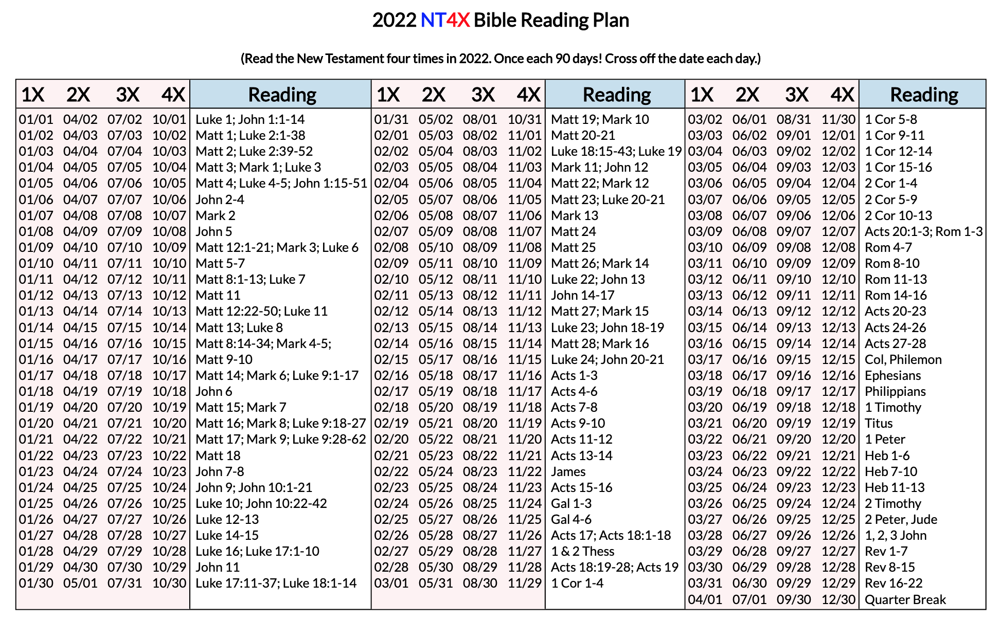 2022 NT4X Bible Reading Plan
(Read the New Testament four times in 2022. Once each 90 days! Cross off the date each day.)
1X 2X 3X 4X Reading 1X 2X 3X 4X Reading 1X 2X 3X 4X Reading
01/01 04/02 07/02 10/01 Luke 1; John 1:1-14 01/31 05/02 08/01 10/31 Matt 19; Mark 10 03/02 06/01 08/31 11/30 1 Cor 5-8
01/02 04/03 07/03 10/02 Matt 1; Luke 2:1-38 02/01 05/03 08/02 11/01 Matt 20-21 03/03 06/02 09/01 12/01 1 Cor 9-11
01/03 04/04 07/04 10/03 Matt 2; Luke 2:39-52 02/02 05/04 08/03 11/02 Luke 18:15-43; Luke 19 03/04 06/03 09/02 12/02 1 Cor 12-14
01/04 04/05 07/05 10/04 Matt 3; Mark 1; Luke 3 02/03 05/05 08/04 11/03 Mark 11; John 12 03/05 06/04 09/03 12/03 1 Cor 15-16
01/05 04/06 07/06 10/05 Matt 4; Luke 4-5; John 1:15-51 02/04 05/06 08/05 11/04 Matt 22; Mark 12 03/06 06/05 09/04 12/04 2 Cor 1-4
01/06 04/07 07/07 10/06 John 2-4 02/05 05/07 08/06 11/05 Matt 23; Luke 20-21 03/07 06/06 09/05 12/05 2 Cor 5-9
01/07 04/08 07/08 10/07 Mark 2 02/06 05/08 08/07 11/06 Mark 13 03/08 06/07 09/06 12/06 2 Cor 10-13
01/08 04/09 07/09 10/08 John 5 02/07 05/09 08/08 11/07 Matt 24 03/09 06/08 09/07 12/07 Acts 20:1-3; Rom 1-3
01/09 04/10 07/10 10/09 Matt 12:1-21; Mark 3; Luke 6 02/08 05/10 08/09 11/08 Matt 25 03/10 06/09 09/08 12/08 Rom 4-7
01/10 04/11 07/11 10/10 Matt 5-7 02/09 05/11 08/10 11/09 Matt 26; Mark 14 03/11 06/10 09/09 12/09 Rom 8-10
01/11 04/12 07/12 10/11 Matt 8:1-13; Luke 7 02/10 05/12 08/11 11/10 Luke 22; John 13 03/12 06/11 09/10 12/10 Rom 11-13
01/12 04/13 07/13 10/12 Matt 11 02/11 05/13 08/12 11/11 John 14-17 03/13 06/12 09/11 12/11 Rom 14-16
01/13 04/14 07/14 10/13 Matt 12:22-50; Luke 11 02/12 05/14 08/13 11/12 Matt 27; Mark 15 03/14 06/13 09/12 12/12 Acts 20-23
01/14 04/15 07/15 10/14 Matt 13; Luke 8 02/13 05/15 08/14 11/13 Luke 23; John 18-19 03/15 06/14 09/13 12/13 Acts 24-26
01/15 04/16 07/16 10/15 Matt 8:14-34; Mark 4-5; 02/14 05/16 08/15 11/14 Matt 28; Mark 16 03/16 06/15 09/14 12/14 Acts 27-28
01/16 04/17 07/17 10/16 Matt 9-10 02/15 05/17 08/16 11/15 Luke 24; John 20-21 03/17 06/16 09/15 12/15 Col, Philemon
01/17 04/18 07/18 10/17 Matt 14; Mark 6; Luke 9:1-17 02/16 05/18 08/17 11/16 Acts 1-3 03/18 06/17 09/16 12/16 Ephesians
01/18 04/19 07/19 10/18 John 6 02/17 05/19 08/18 11/17 Acts 4-6 03/19 06/18 09/17 12/17 Philippians
01/19 04/20 07/20 10/19 Matt 15; Mark 7 02/18 05/20 08/19 11/18 Acts 7-8 03/20 06/19 09/18 12/18 1 Timothy
01/20 04/21 07/21 10/20 Matt 16; Mark 8; Luke 9:18-27 02/19 05/21 08/20 11/19 Acts 9-10 03/21 06/20 09/19 12/19 Titus
01/21 04/22 07/22 10/21 Matt 17; Mark 9; Luke 9:28-62 02/20 05/22 08/21 11/20 Acts 11-12 03/22 06/21 09/20 12/20 1 Peter
01/22 04/23 07/23 10/22 Matt 18 02/21 05/23 08/22 11/21 Acts 13-14 03/23 06/22 09/21 12/21 Heb 1-6
01/23 04/24 07/24 10/23 John 7-8 02/22 05/24 08/23 11/22 James 03/24 06/23 09/22 12/22 Heb 7-10
01/24 04/25 07/25 10/24 John 9; John 10:1-21 02/23 05/25 08/24 11/23 Acts 15-16 03/25 06/24 09/23 12/23 Heb 11-13
01/25 04/26 07/26 10/25 Luke 10; John 10:22-42 02/24 05/26 08/25 11/24 Gal 1-3 03/26 06/25 09/24 12/24 2 Timothy
01/26 04/27 07/27 10/26 Luke 12-13 02/25 05/27 08/26 11/25 Gal 4-6 03/27 06/26 09/25 12/25 2 Peter, Jude
01/27 04/28 07/28 10/27 Luke 14-15 02/26 05/28 08/27 11/26 Acts 17; Acts 18:1-18 03/28 06/27 09/26 12/26 1, 2, 3 John
01/28 04/29 07/29 10/28 Luke 16; Luke 17:1-10 02/27 05/29 08/28 11/27 1 & 2 Thess 03/29 06/28 09/27 12/27 Rev 1-7
01/29 04/30 07/30 10/29 John 11 02/28 05/30 08/29 11/28 Acts 18:19-28; Acts 19 03/30 06/29 09/28 12/28 Rev 8-15
01/30 05/01 07/31 10/30 Luke 17:11-37; Luke 18:1-14 03/01 05/31 08/30 11/29 1 Cor 1-4 03/31 06/30 09/29 12/29 Rev 16-22
04/01 07/01 09/30 12/30 Quarter Break